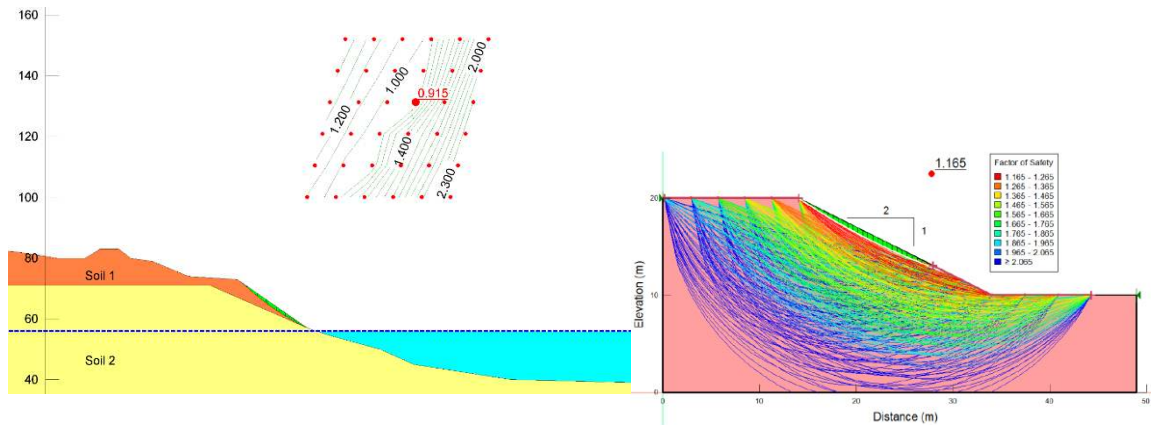 160
140
120
100
80
60
40
2.000
1.000
0.915
1.200
1.400
2.300
Soil 1
Soil 2
1.165
Factor of Safety
1.165 - 1.265
1.265 - 1.365
1.365 - 1.465
1.465 - 1.565
1.565 - 1.665
1.665 - 1.765
1.765 - 1.865
1.865 - 1.965
1.965 - 2.065
≥ 2.065
2
1
20
10
0
Elevation (m)
0
10
20
30
40
50
Distance (m)